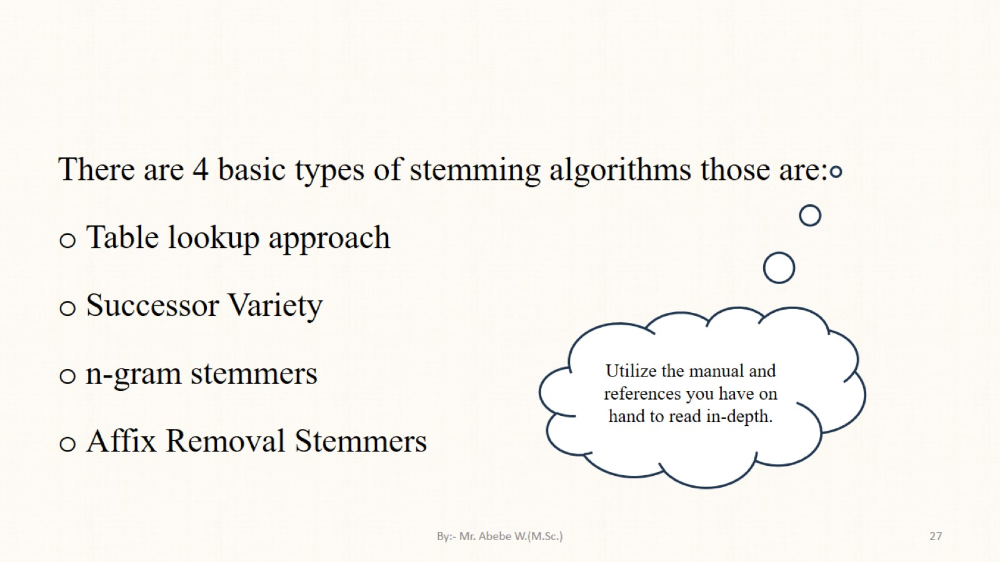 There are 4 basic types of stemming algorithms those are:
o Table lookup approach
o Successor Variety
o n-gram stemmers
o Affix Removal Stemmers
Utilize the manual and
references you have on
hand to read in-depth.
By:- Mr. Abebe W.(M.Sc.)
27